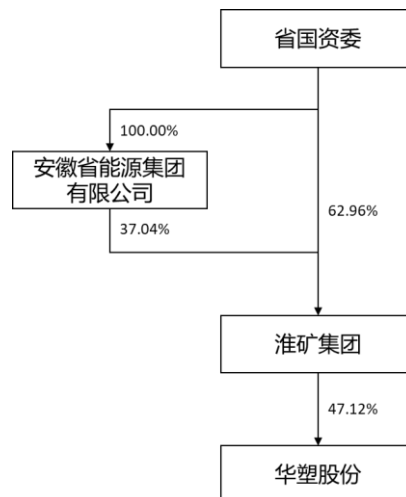 省国资委
100.00%
安徽省能源集团
有限公司
37.04%
62.96%
淮矿集团
47.12%
华塑股份